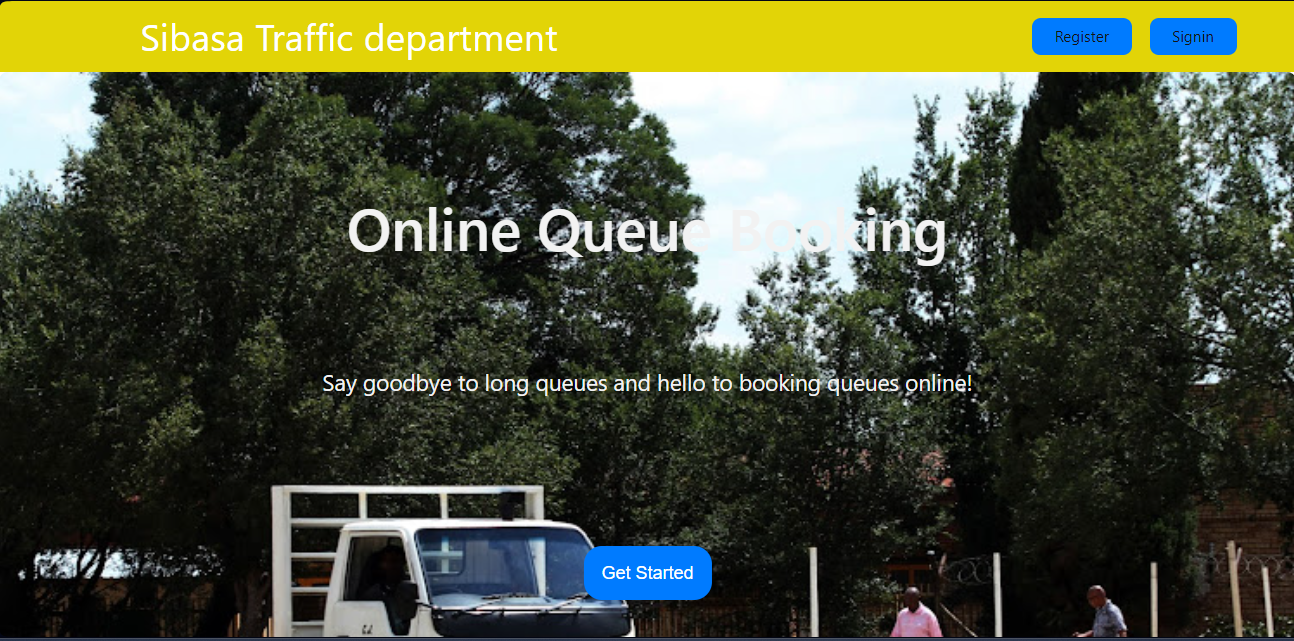 Sibasa Traffic department
Register
Signin
Online Queue Booking
Say goodbye to long queues and hello to booking queues online!
Get Started